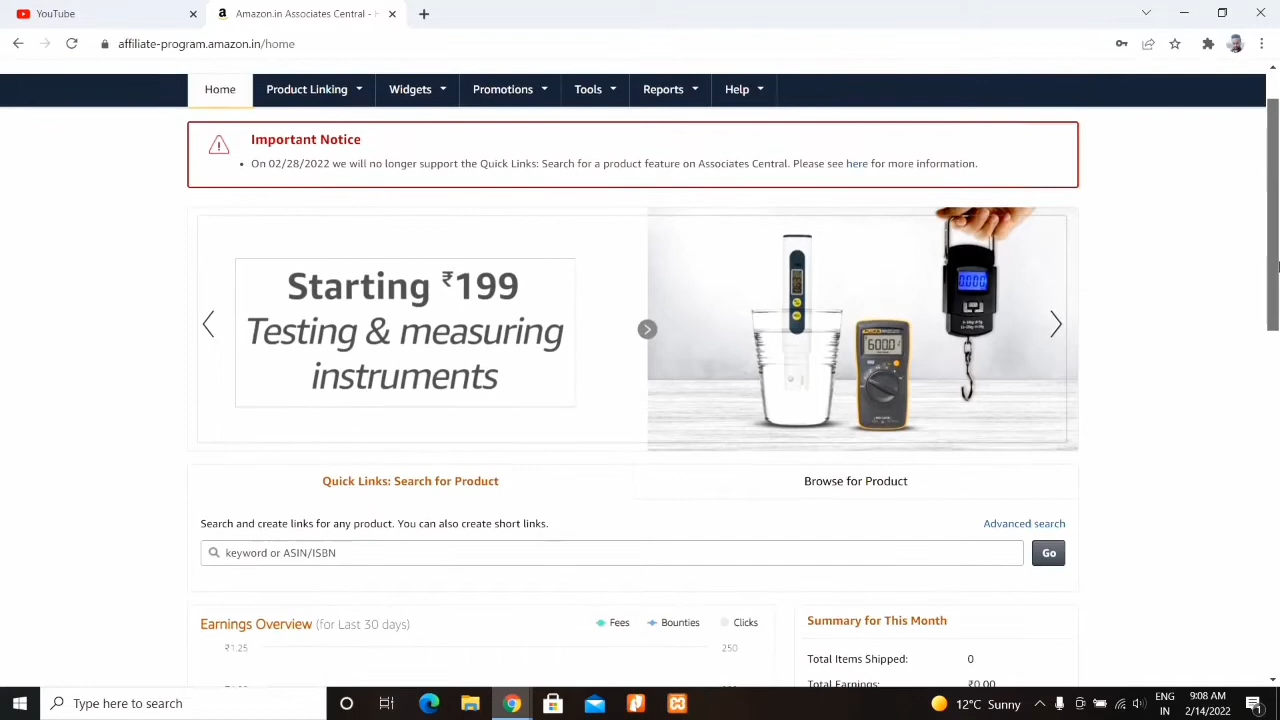 YouTube
Amazon.in Associates Central - H
affiliate-program.amazon.in/home
Home Product Linking Widgets Promotions Tools Reports Help
Important Notice
• On 02/28/2022 we will no longer support the Quick Links: Search for a product feature on Associates Central. Please see here for more information.
Starting ₹199
Testing & measuring
instruments
0.000
600.0
Quick Links: Search for Product
Browse for Product
Search and create links for any product. You can also create short links.
Advanced search
keyword or ASIN/ISBN
Go
Earnings Overview (for Last 30 days)
Fees Bounties Clicks
₹1.25
250
Summary for This Month
Total Items Shipped: 0
Total Earnings: ₹0.00
Type here to search
12°C Sunny
ENG
IN
9:08 AM
2/14/2022
1